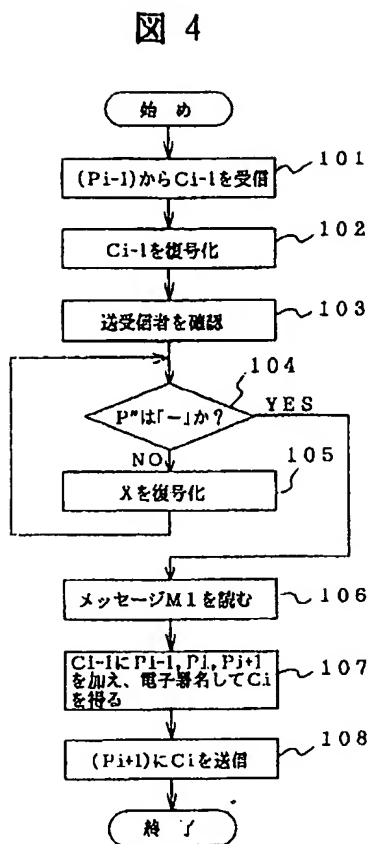 図 4
始 め
(Pi-1)からCi-1を受信
101
Ci-1を復号化
102
送受信者を確認
103
104
P"は「－」か?
YES
NO
105
Xを復号化
メッセージM1を読む
106
Ci-1にPi-1, Pi, Pi+1
を加え、電子署名してCi
を得る
107
(Pi+1)にCiを送信
108
終 了